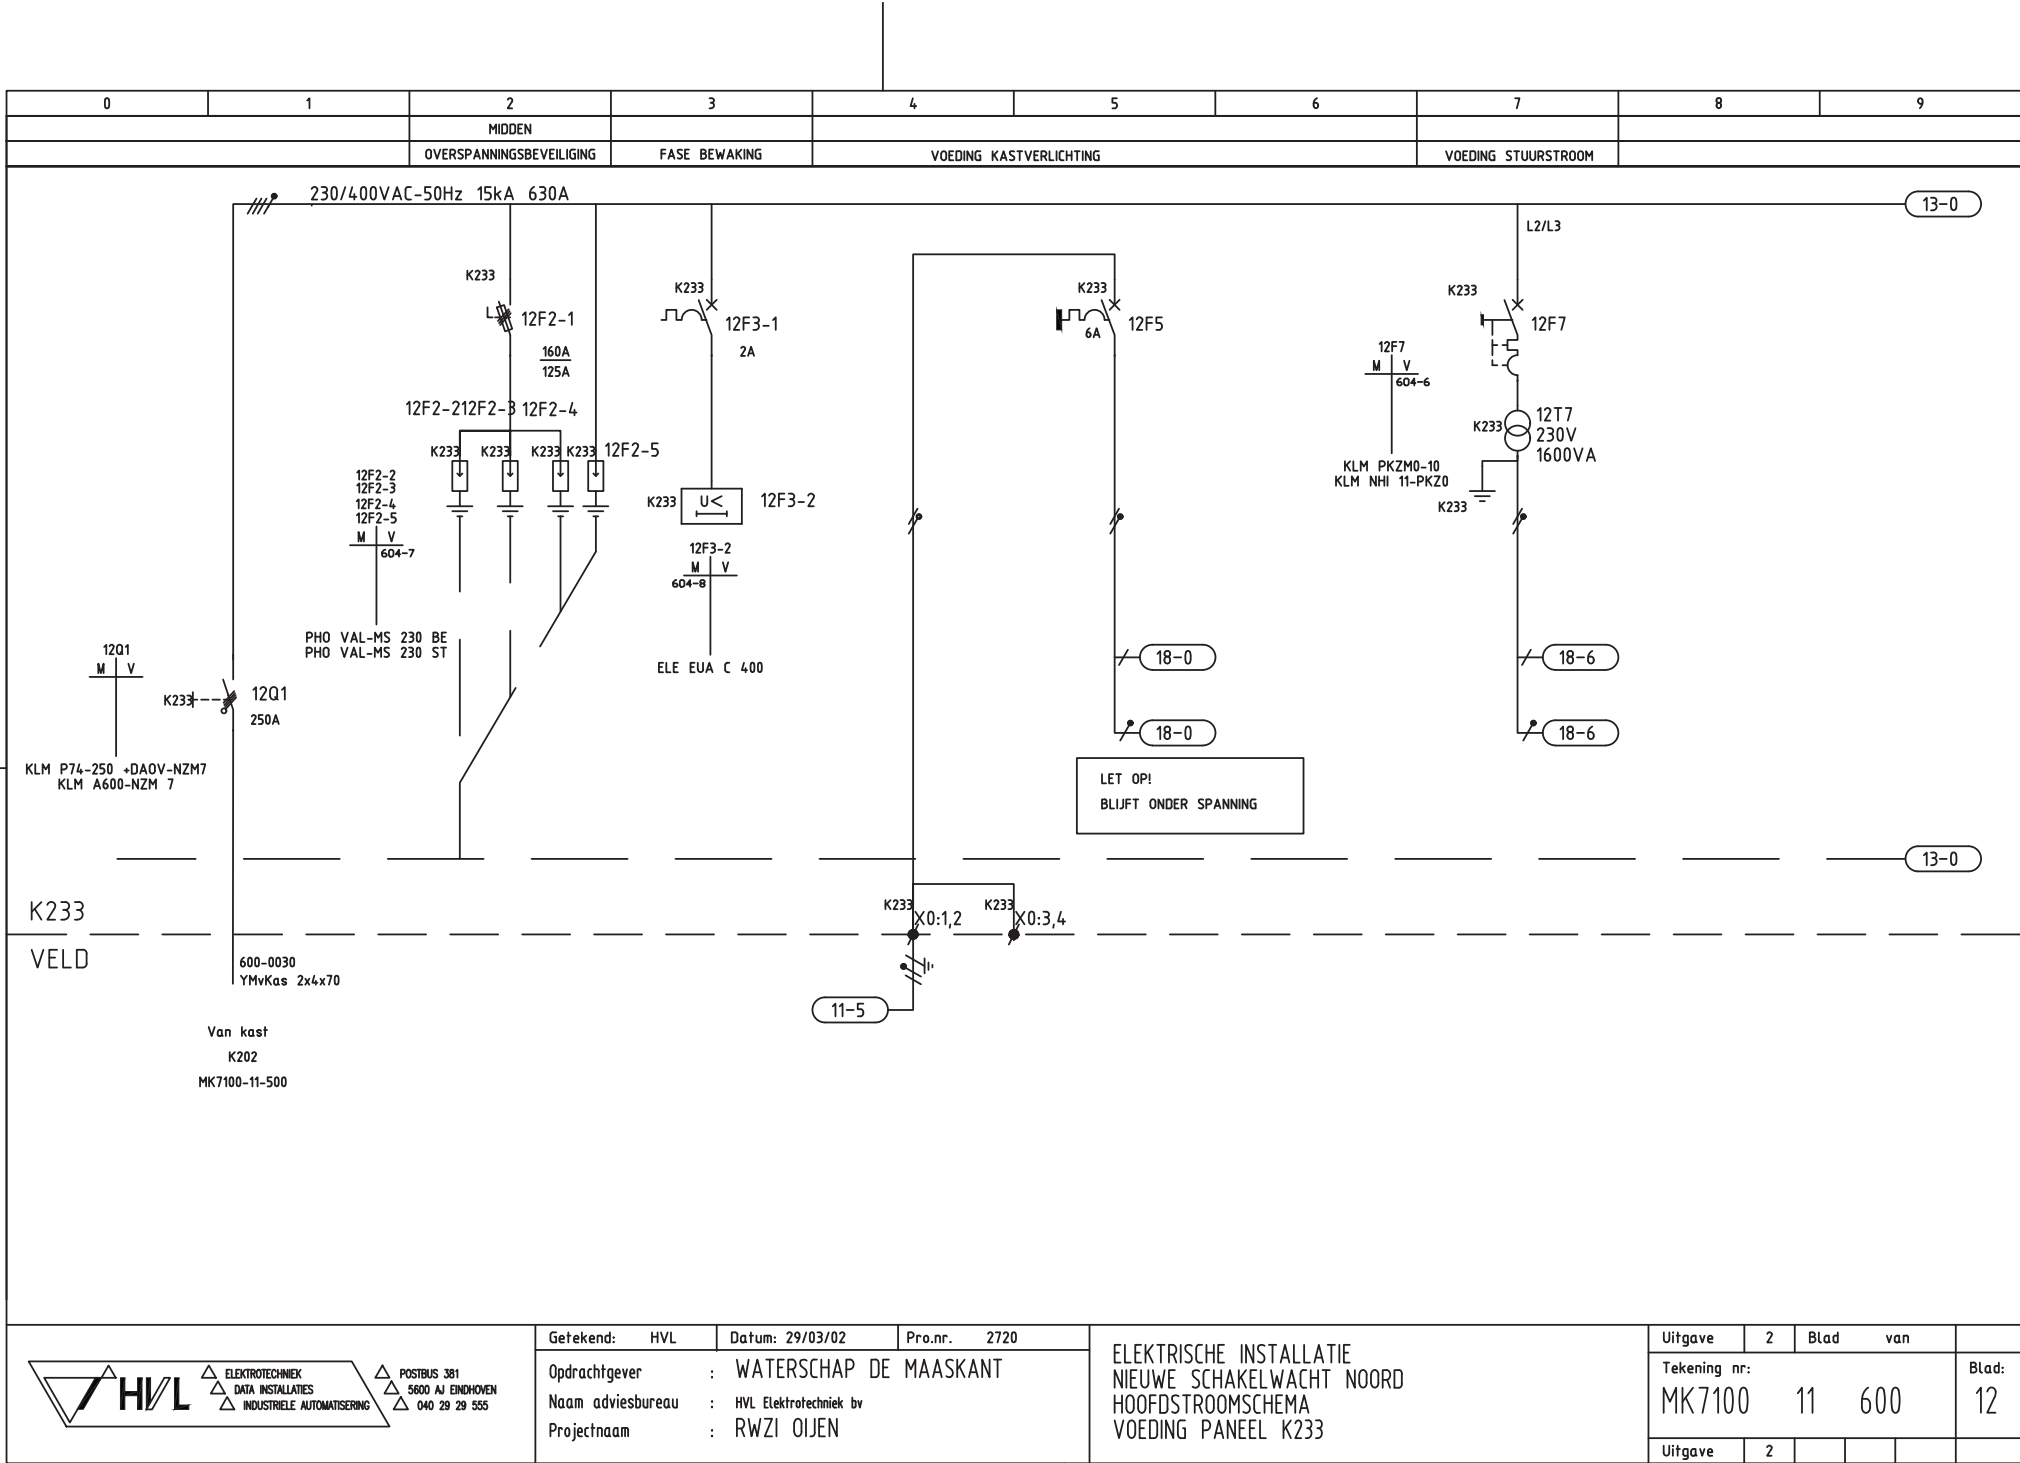 0 1 2 3 4 5 6 7 8 9
MIDDEN
OVERSPANNINGSBEVEILIGING FASE BEWAKING VOEDING KASTVERLICHTING VOEDING STUURSTROOM
230/400VAC-50Hz 15kA 630A
13-0
L2/L3
K233
12F2-1
160A
125A
K233
12F3-1
2A
K233
6A
12F5
K233
12F7
12F7
M V
604-6
KLM PKZM0-10
KLM NHI 11-PKZ0
12F2-2 12F2-3 12F2-4
K233 K233 K233 K233 12F2-5
K233
12T7
230V
1600VA
K233
12F2-2
12F2-3
12F2-4
12F2-5
M V
604-7
PHO VAL-MS 230 BE
PHO VAL-MS 230 ST
K233
U<
12F3-2
12F3-2
M V
604-8
ELE EUA C 400
12Q1
M V
KLM P74-250 +DAOV-NZM7
KLM A600-NZM 7
K233
12Q1
250A
18-0
18-6
18-0
18-6
LET OP!
BLIJFT ONDER SPANNING
13-0
K233
K233
X0:1,2
K233
X0:3,4
VELD
600-0030
YMvKas 2x4x70
11-5
Van kast
K202
MK7100-11-500
HVL
ELEKTROTECHNIEK
DATA INSTALLATIES
INDUSTRIELE AUTOMATISERING
POSTBUS 381
5600 AJ EINDHOVEN
040 29 29 555
Getekend: HVL Datum: 29/03/02 Pro.nr. 2720
Opdrachtgever : WATERSCHAP DE MAASKANT
Naam adviesbureau : HVL Elektrotechniek bv
Projectnaam : RWZI OIJEN
ELEKTRISCHE INSTALLATIE
NIEUWE SCHAKELWACHT NOORD
HOOFDSTROOMSCHEMA
VOEDING PANEEL K233
Uitgave 2 Blad van
Tekening nr: Blad:
MK7100 11 600 12
Uitgave 2